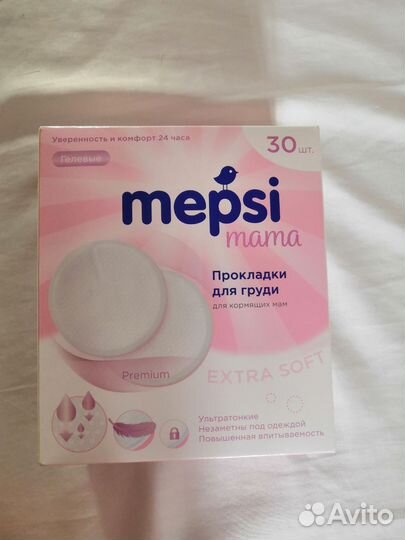 Уверенность и комфорт 24 часа
30 шт.
Гелевые
mepsi
mama
Прокладки
для груди
для кормящих мам
Premium
EXTRA SOFT
Ультратонкие
Незаметны под одеждой
Повышенная впитываемость
Avito